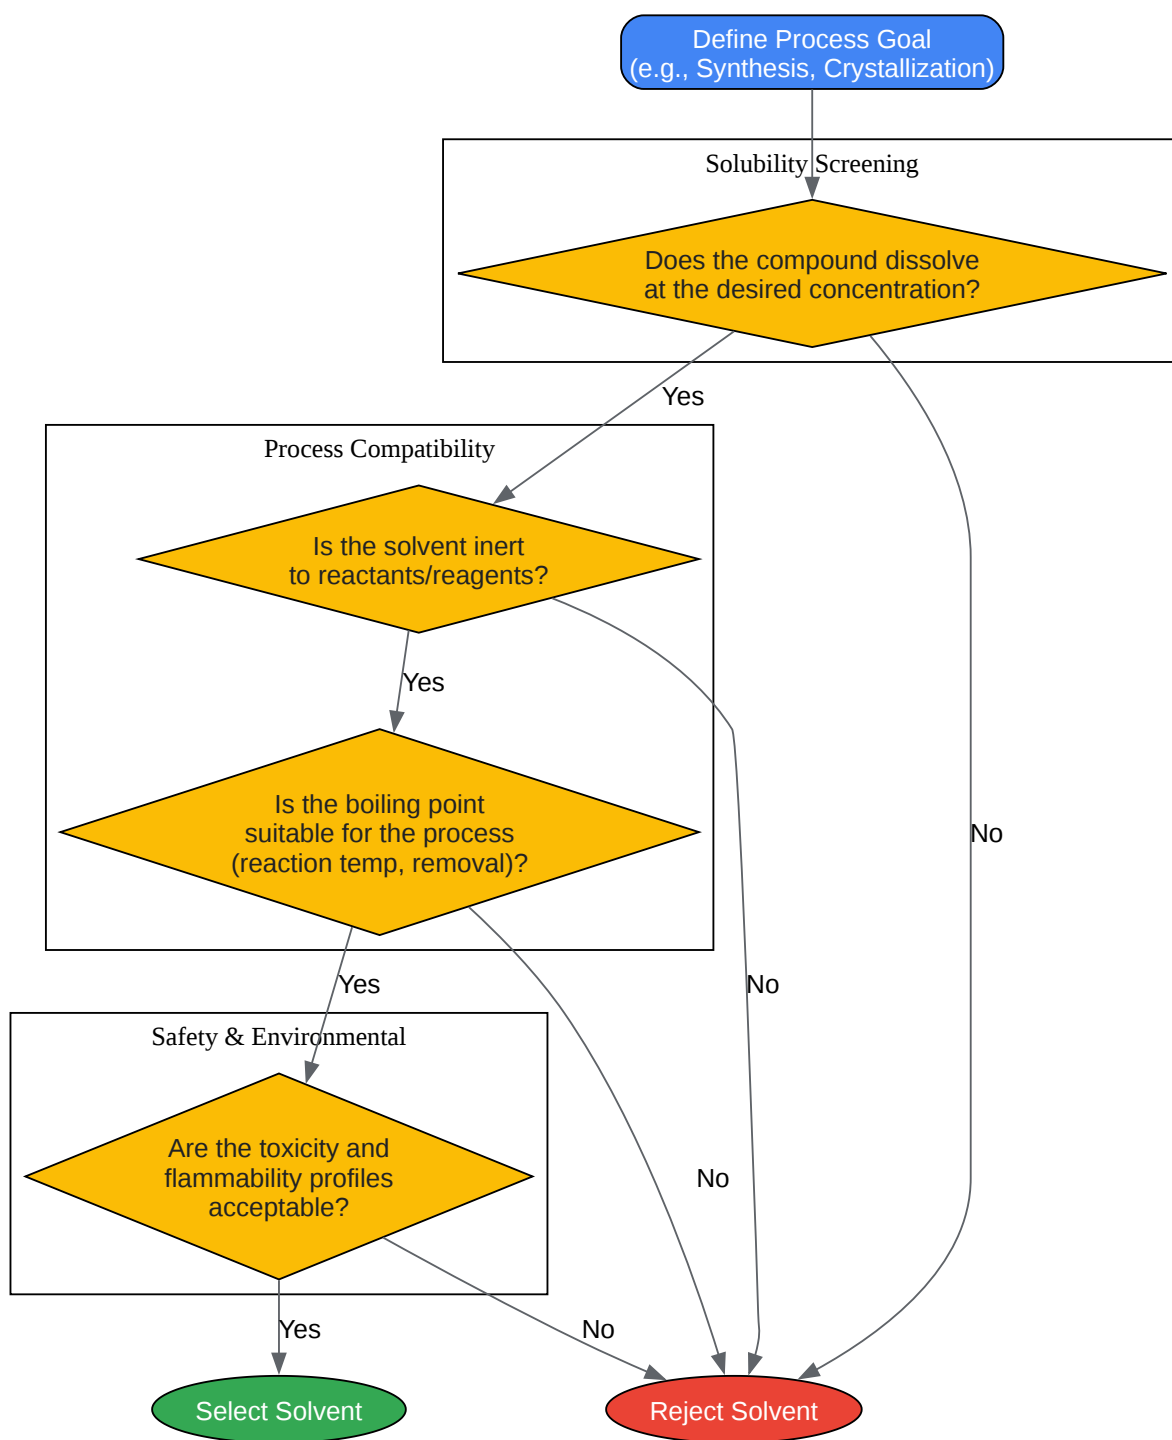 Define Process Goal
(e.g., Synthesis, Crystallization)
Solubility Screening
Does the compound dissolve
at the desired concentration?
Yes
Process Compatibility
Is the solvent inert
to reactants/reagents?
Yes
Is the boiling point
suitable for the process
(reaction temp, removal)?
No
Yes
No
Safety & Environmental
Are the toxicity and
flammability profiles
acceptable?
No
Yes
No
Select Solvent
Reject Solvent